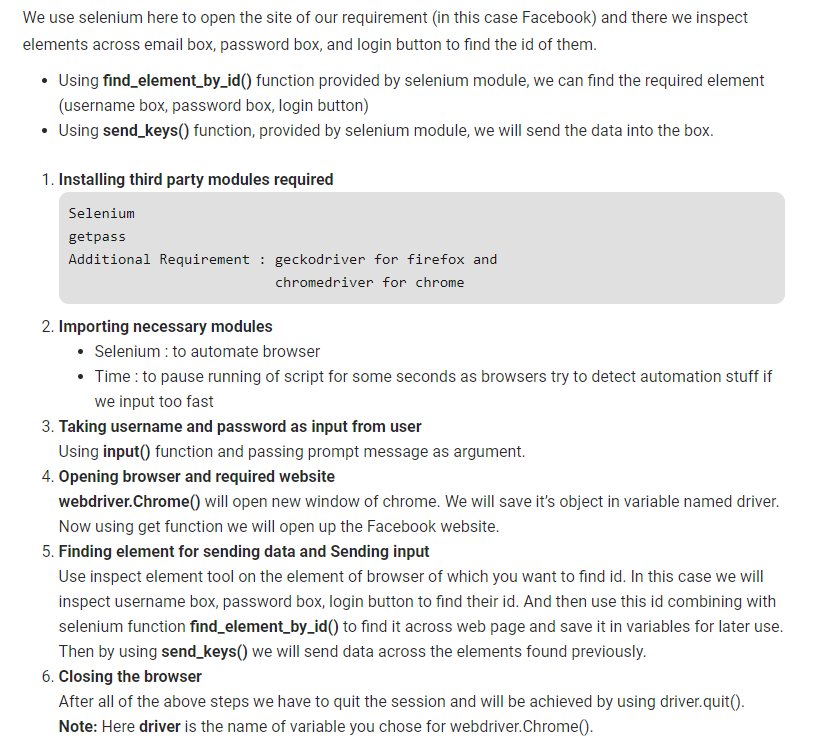 We use selenium here to open the site of our requirement (in this case Facebook) and there we inspect
elements across email box, password box, and login button to find the id of them.
• Using find_element_by_id() function provided by selenium module, we can find the required element
(username box, password box, login button)
• Using send_keys() function, provided by selenium module, we will send the data into the box.
1. Installing third party modules required
Selenium
getpass
Additional Requirement : geckodriver for firefox and
chromedriver for chrome
2. Importing necessary modules
• Selenium : to automate browser
• Time : to pause running of script for some seconds as browsers try to detect automation stuff if
we input too fast
3. Taking username and password as input from user
Using input() function and passing prompt message as argument.
4. Opening browser and required website
webdriver.Chrome() will open new window of chrome. We will save it's object in variable named driver.
Now using get function we will open up the Facebook website.
5. Finding element for sending data and Sending input
Use inspect element tool on the element of browser of which you want to find id. In this case we will
inspect username box, password box, login button to find their id. And then use this id combining with
selenium function find_element_by_id() to find it across web page and save it in variables for later use.
Then by using send_keys() we will send data across the elements found previously.
6. Closing the browser
After all of the above steps we have to quit the session and will be achieved by using driver.quit().
Note: Here driver is the name of variable you chose for webdriver.Chrome().